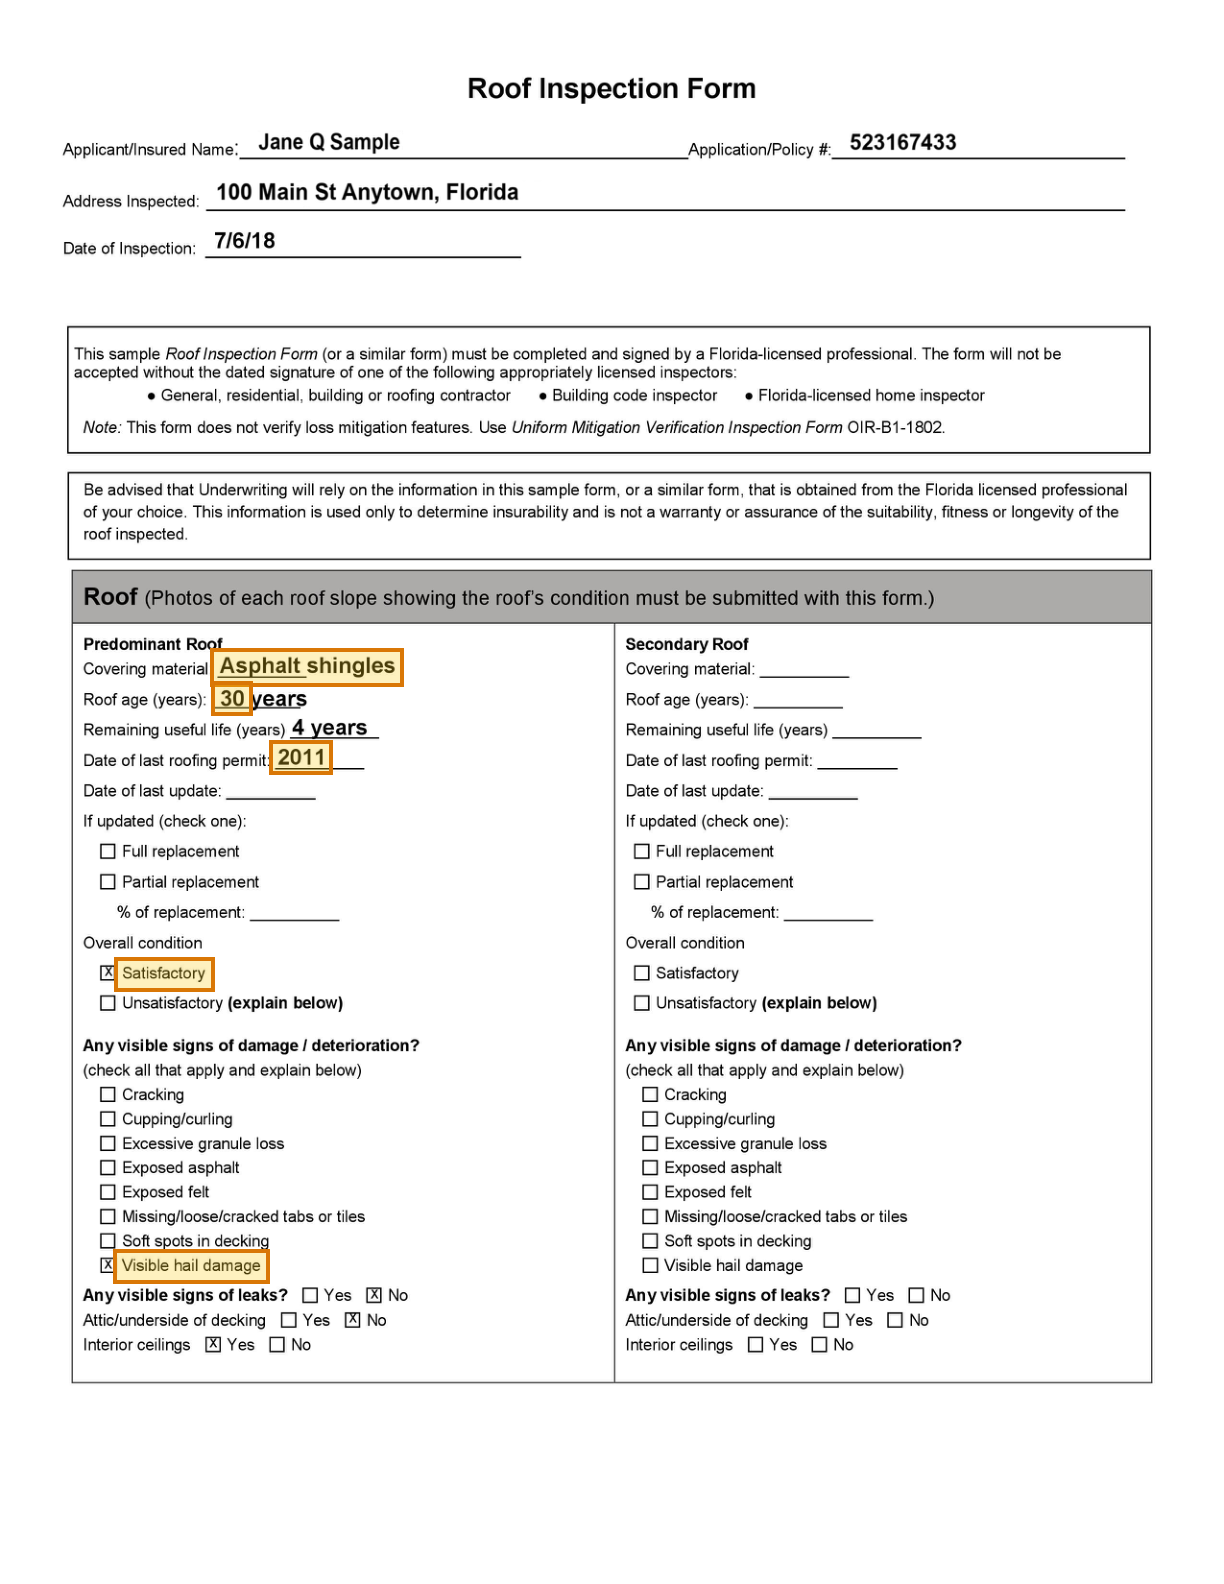 Roof Inspection Form
Applicant/Insured Name: Jane Q Sample Application/Policy #: 523167433
Address Inspected: 100 Main St Anytown, Florida
Date of Inspection: 7/6/18
This sample Roof Inspection Form (or a similar form) must be completed and signed by a Florida-licensed professional. The form will not be
accepted without the dated signature of one of the following appropriately licensed inspectors:
● General, residential, building or roofing contractor ● Building code inspector ● Florida-licensed home inspector
Note: This form does not verify loss mitigation features. Use Uniform Mitigation Verification Inspection Form OIR-B1-1802.
Be advised that Underwriting will rely on the information in this sample form, or a similar form, that is obtained from the Florida licensed professional
of your choice. This information is used only to determine insurability and is not a warranty or assurance of the suitability, fitness or longevity of the
roof inspected.
Roof (Photos of each roof slope showing the roof's condition must be submitted with this form.)
Predominant Roof
Covering material Asphalt shingles
Roof age (years): 30 years
Remaining useful life (years) 4 years
Date of last roofing permit: 2011
Date of last update:
If updated (check one):
Full replacement
Partial replacement
% of replacement:
Overall condition
X Satisfactory
Unsatisfactory (explain below)
Any visible signs of damage / deterioration?
(check all that apply and explain below)
Cracking
Cupping/curling
Excessive granule loss
Exposed asphalt
Exposed felt
Missing/loose/cracked tabs or tiles
Soft spots in decking
X Visible hail damage
Any visible signs of leaks? Yes X No
Attic/underside of decking Yes X No
Interior ceilings X Yes No
Secondary Roof
Covering material:
Roof age (years):
Remaining useful life (years)
Date of last roofing permit:
Date of last update:
If updated (check one):
Full replacement
Partial replacement
% of replacement:
Overall condition
Satisfactory
Unsatisfactory (explain below)
Any visible signs of damage / deterioration?
(check all that apply and explain below)
Cracking
Cupping/curling
Excessive granule loss
Exposed asphalt
Exposed felt
Missing/loose/cracked tabs or tiles
Soft spots in decking
Visible hail damage
Any visible signs of leaks? Yes No
Attic/underside of decking Yes No
Interior ceilings Yes No